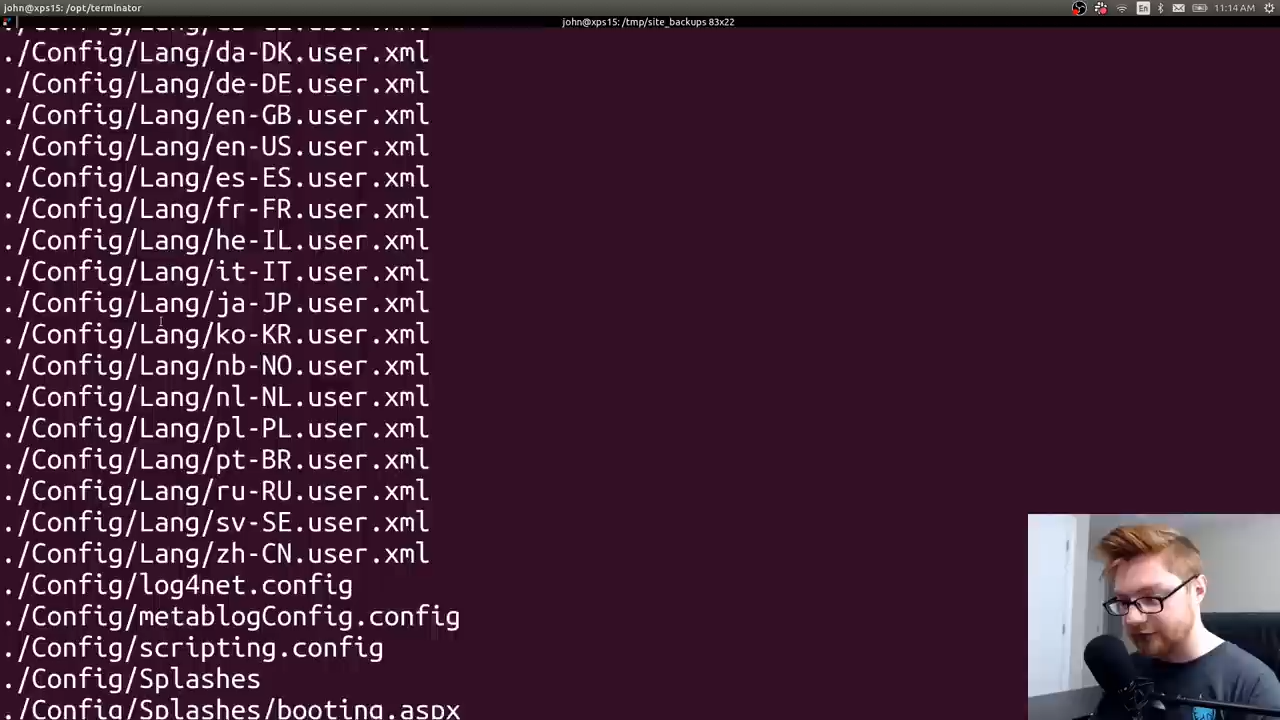 john@xps15: /opt/terminator
En
11:14 AM
john@xps15: /tmp/site_backups 83x22
./Config/Lang/da-DK.user.xml
./Config/Lang/de-DE.user.xml
./Config/Lang/en-GB.user.xml
./Config/Lang/en-US.user.xml
./Config/Lang/es-ES.user.xml
./Config/Lang/fr-FR.user.xml
./Config/Lang/he-IL.user.xml
./Config/Lang/it-IT.user.xml
./Config/Lang/ja-JP.user.xml
./Config/Lang/ko-KR.user.xml
./Config/Lang/nb-NO.user.xml
./Config/Lang/nl-NL.user.xml
./Config/Lang/pl-PL.user.xml
./Config/Lang/pt-BR.user.xml
./Config/Lang/ru-RU.user.xml
./Config/Lang/sv-SE.user.xml
./Config/Lang/zh-CN.user.xml
./Config/log4net.config
./Config/metablogConfig.config
./Config/scripting.config
./Config/Splashes
./Config/Splashes/booting.aspx